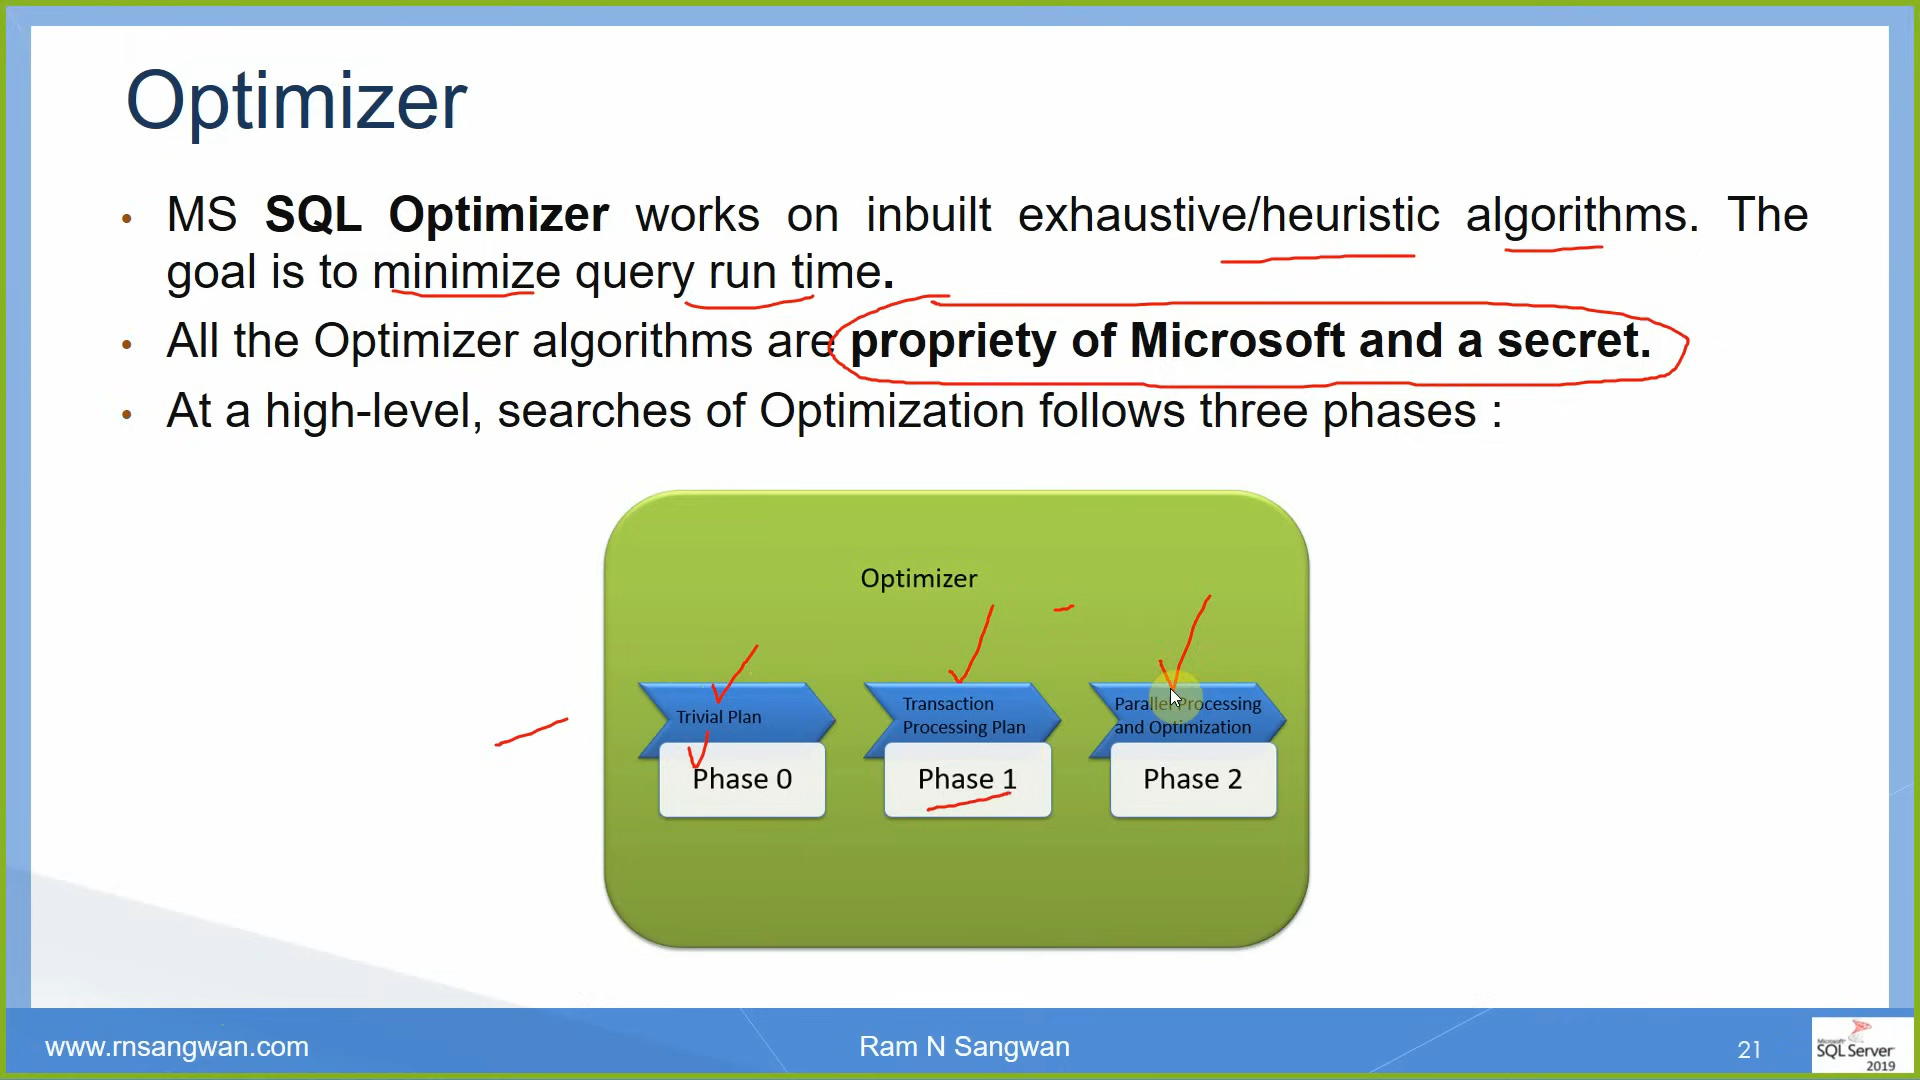 Optimizer
• MS SQL Optimizer works on inbuilt exhaustive/heuristic algorithms. The
goal is to minimize query run time.
• All the Optimizer algorithms are propriety of Microsoft and a secret.
• At a high-level, searches of Optimization follows three phases :
Optimizer
Trivial Plan
Phase 0
Transaction
Processing Plan
Phase 1
Parallel Processing
and Optimization
Phase 2
www.rnsangwan.com
Ram N Sangwan
21
Microsoft
SQL Server
2019